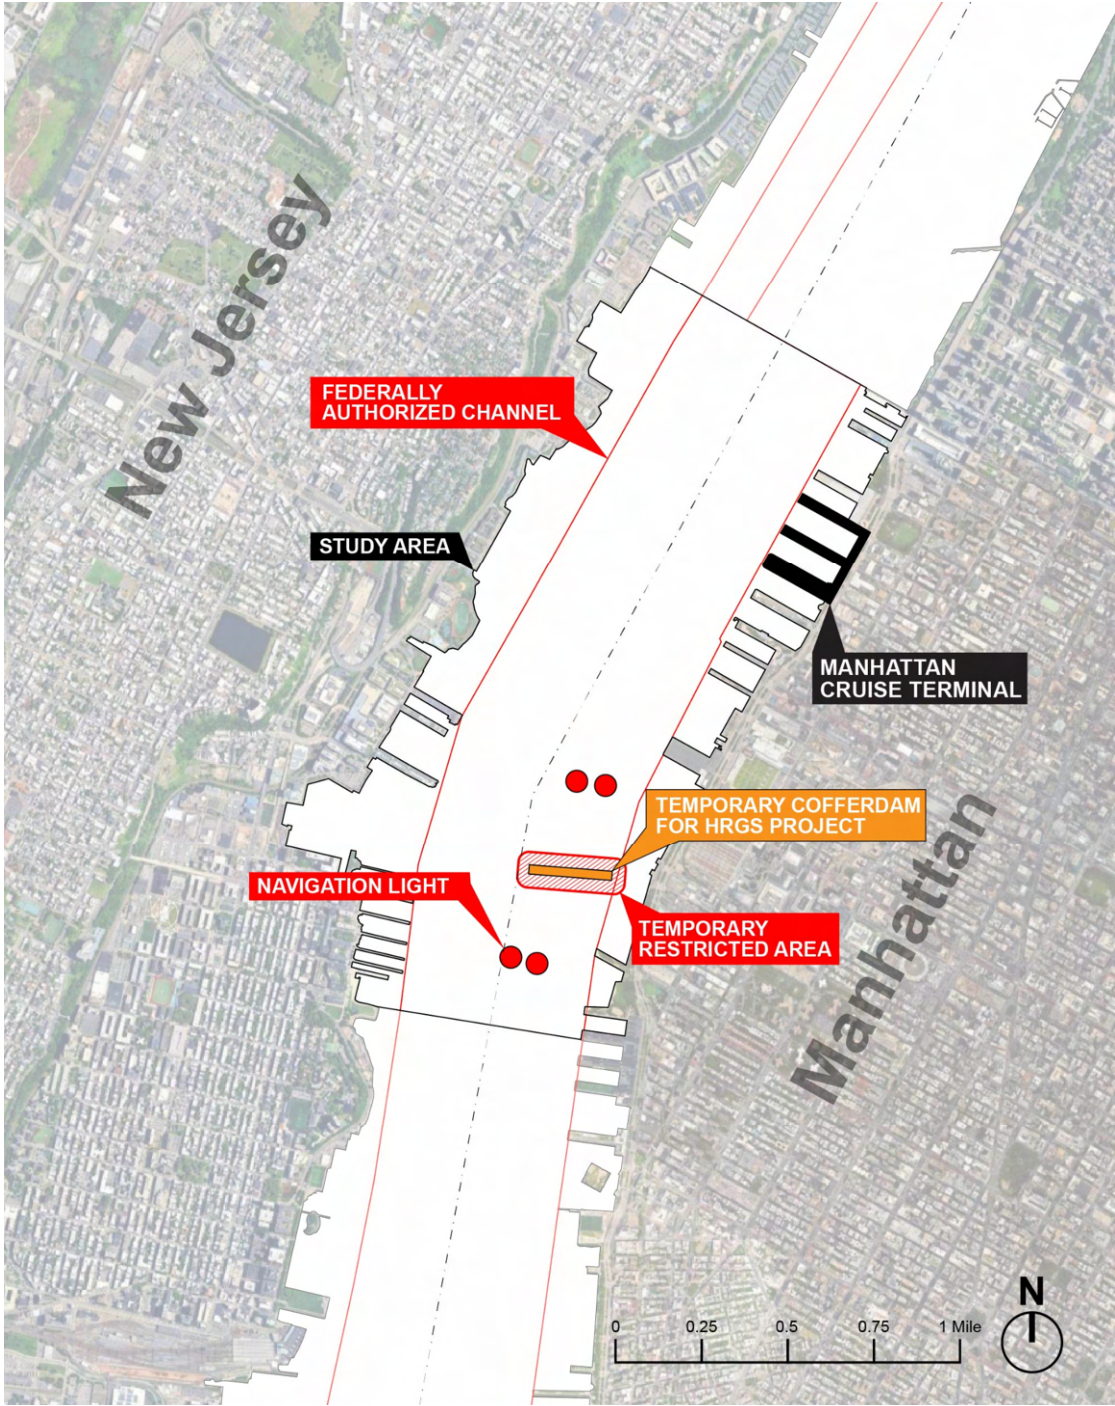 New Jersey
FEDERALLY
AUTHORIZED CHANNEL
STUDY AREA
MANHATTAN
CRUISE TERMINAL
TEMPORARY COFFERDAM
FOR HRGS PROJECT
NAVIGATION LIGHT
TEMPORARY
RESTRICTED AREA
Manhattan
N
0 0.25 0.5 0.75 1 Mile